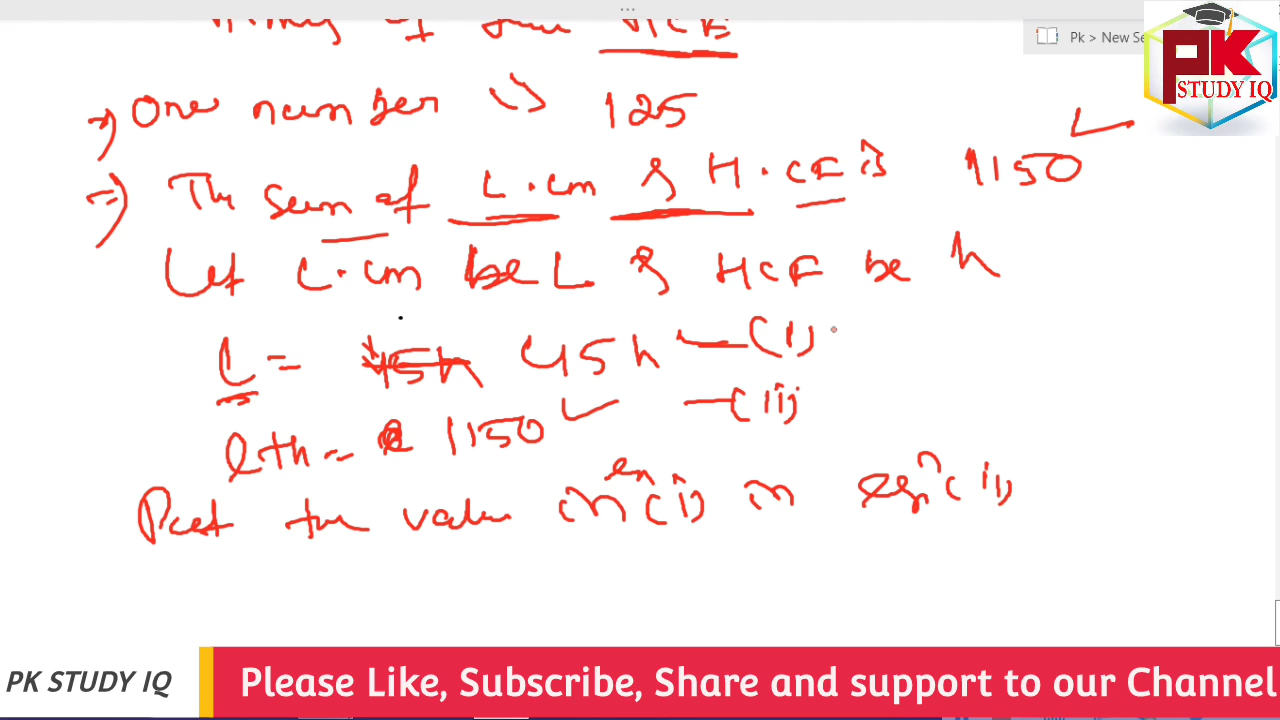 of
=> One number is 125
=> The sum of L.cm & H.CF is 1150
Let L.cm be L & HCF be h
L = 45h 45h —(i)
l+h = 1150 —(ii)
Put the value in eqn (i) in eqn (ii)
Pk > New Se
PK
STUDY IQ
PK STUDY IQ
Please Like, Subscribe, Share and support to our Channel